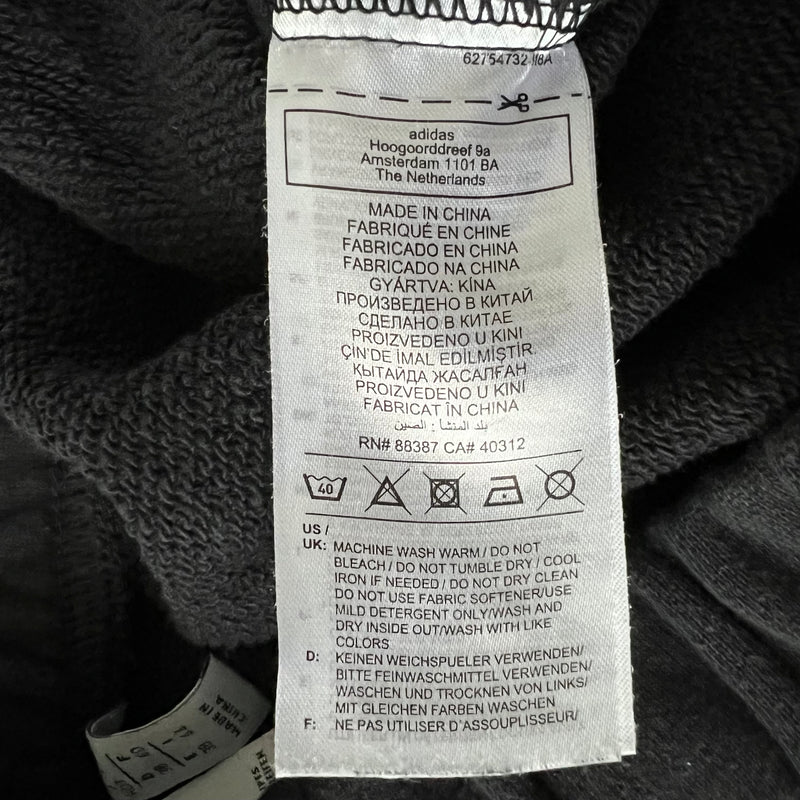 62754732 I18A
adidas
Hoogoorddreef 9a
Amsterdam 1101 BA
The Netherlands
MADE IN CHINA
FABRIQUÉ EN CHINE
FABRICADO EN CHINA
FABRICADO NA CHINA
GYÁRTVA: KÍNA
ПРОИЗВЕДЕНО В КИТАЙ
СДЕЛАНО В КИТАЕ
PROIZVEDENO U KINI
ÇİN'DE İMAL EDİLMİŞTİR
ҚЫТАЙДА ЖАСАЛҒАН
PROIZVEDENO U KINI
FABRICAT ÎN CHINA
بلد المنشأ : الصين
RN# 88387 CA# 40312
40
US /
UK: MACHINE WASH WARM / DO NOT
BLEACH / DO NOT TUMBLE DRY / COOL
IRON IF NEEDED / DO NOT DRY CLEAN
DO NOT USE FABRIC SOFTENER/USE
MILD DETERGENT ONLY/WASH AND
DRY INSIDE OUT/WASH WITH LIKE
COLORS
D: KEINEN WEICHSPUELER VERWENDEN/
BITTE FEINWASCHMITTEL VERWENDEN/
WASCHEN UND TROCKNEN VON LINKS/
MIT GLEICHEN FARBEN WASCHEN
F: NE PAS UTILISER D'ASSOUPLISSEUR/
MADE IN
CHINA